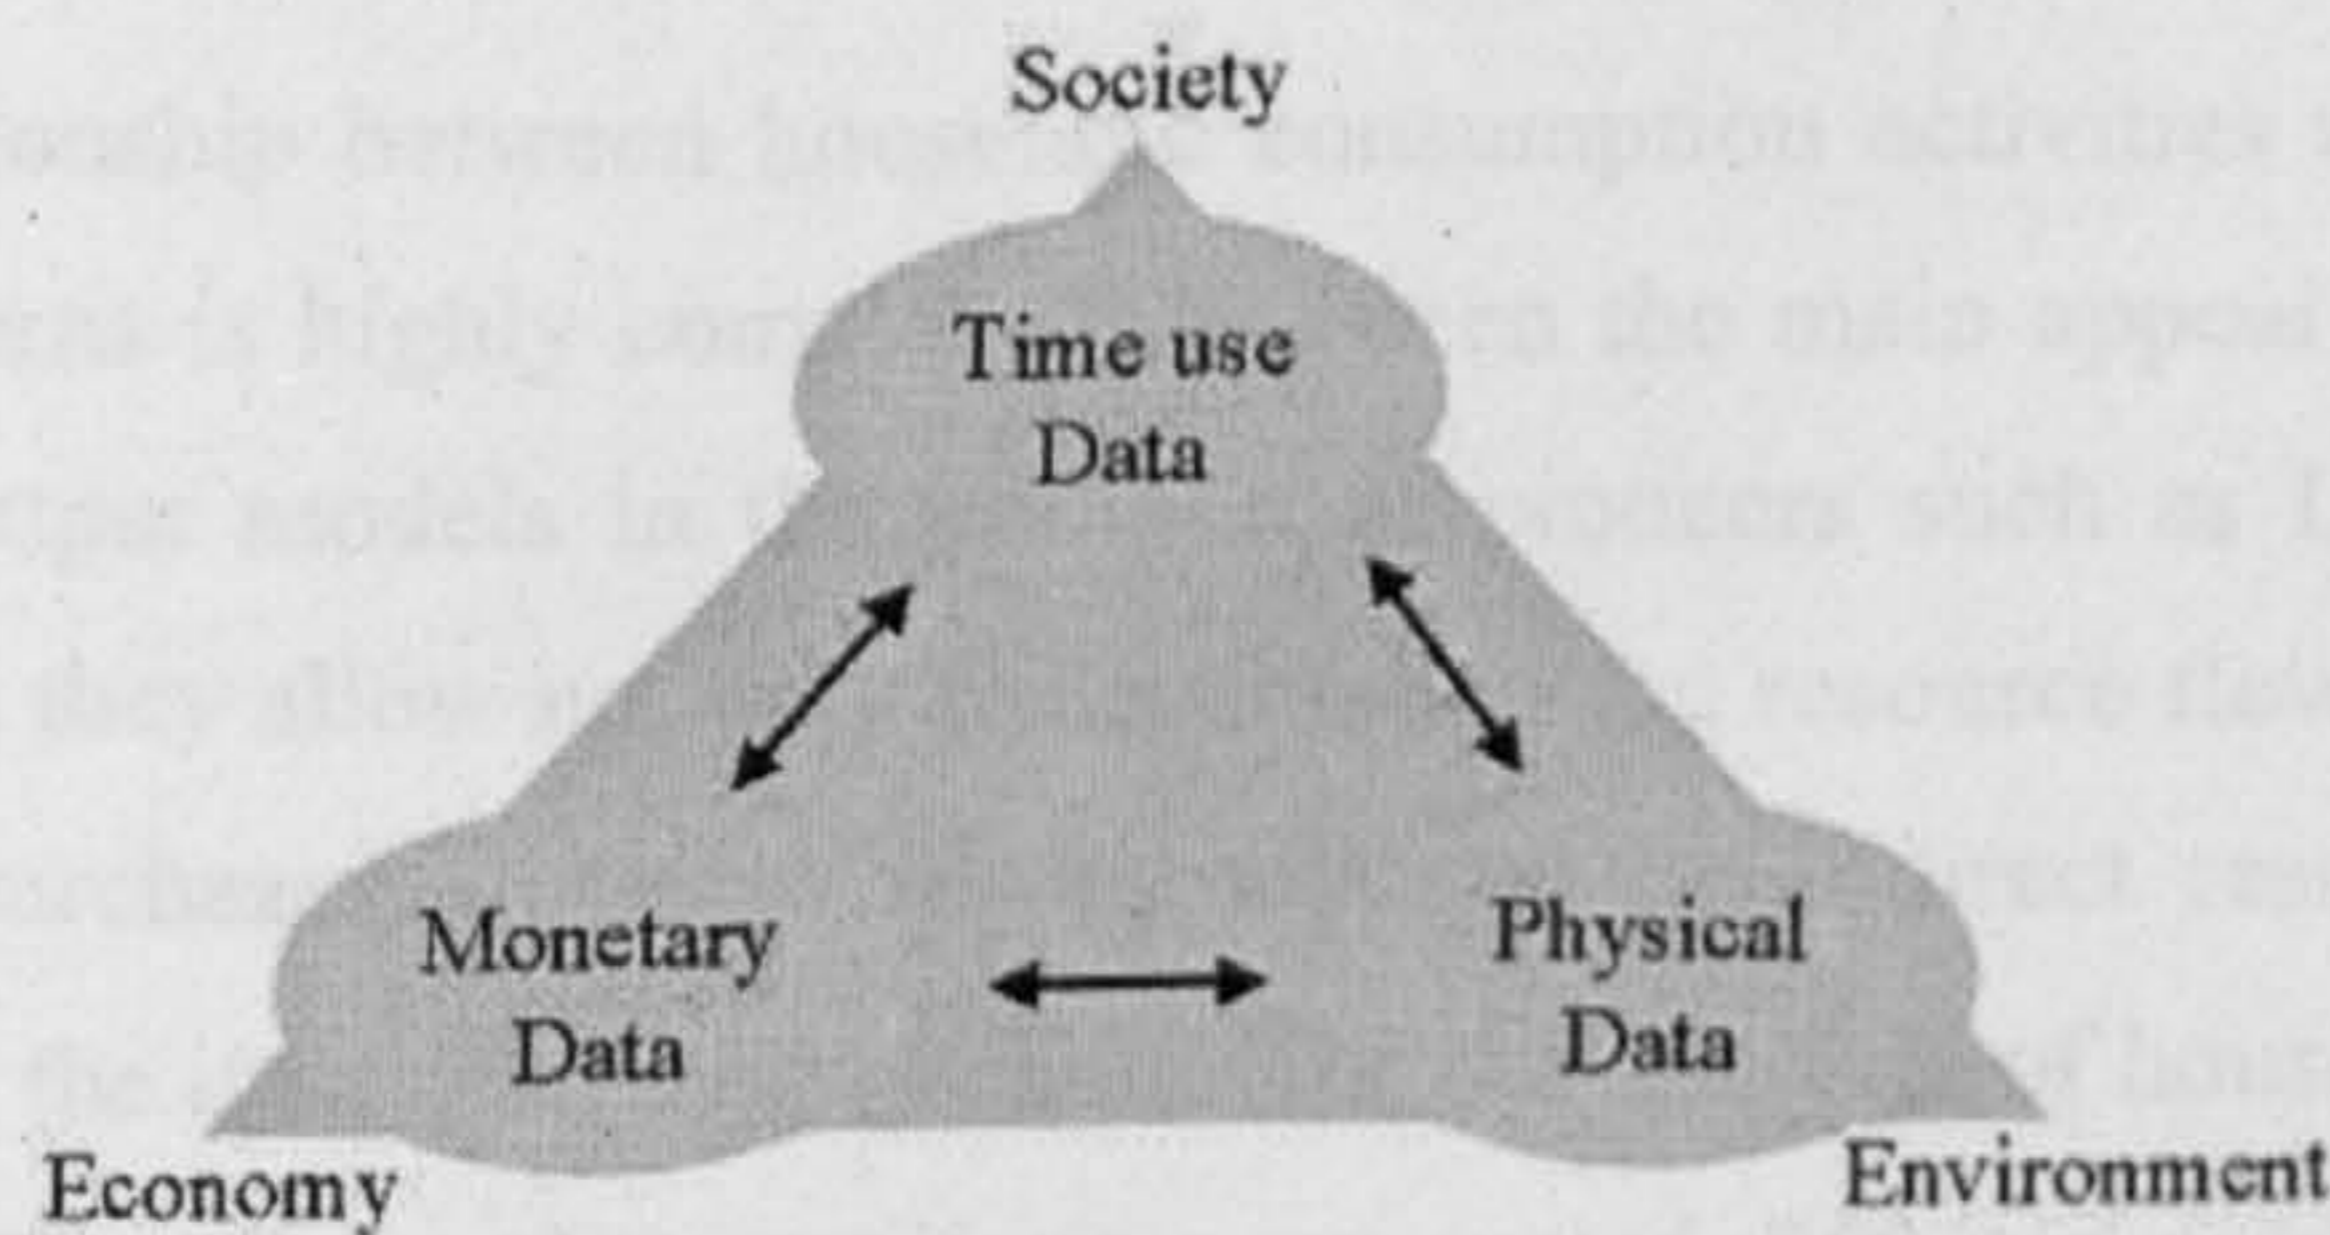 Society
Time use
Data
Monetary
Data
Physical
Data
Economy
Environment